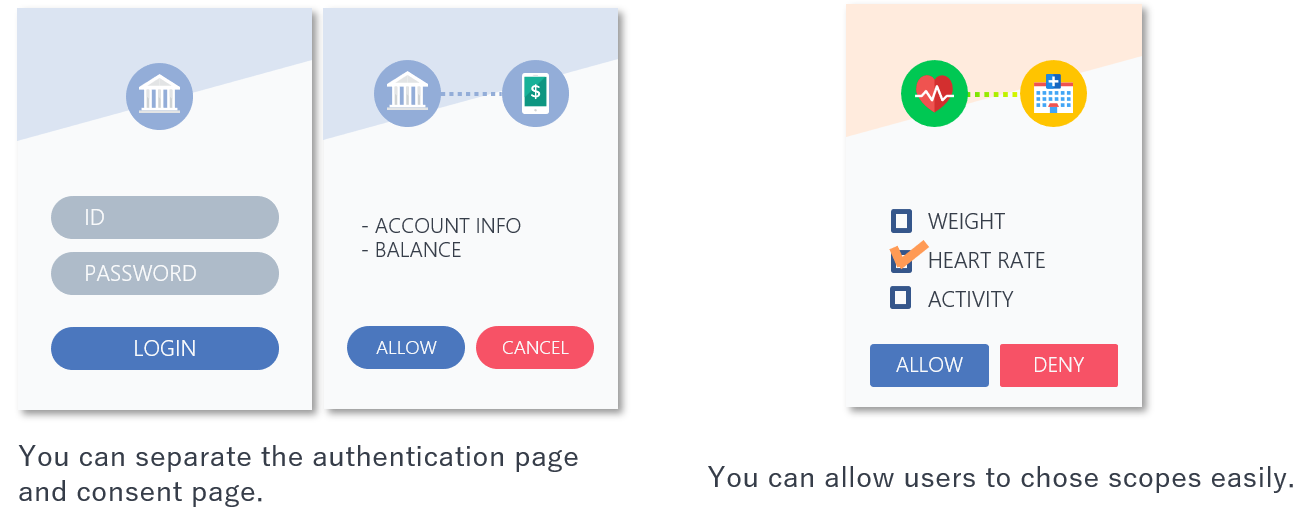 ID
PASSWORD
LOGIN
$
- ACCOUNT INFO
- BALANCE
ALLOW
CANCEL
You can separate the authentication page
and consent page.
WEIGHT
HEART RATE
ACTIVITY
ALLOW
DENY
You can allow users to chose scopes easily.